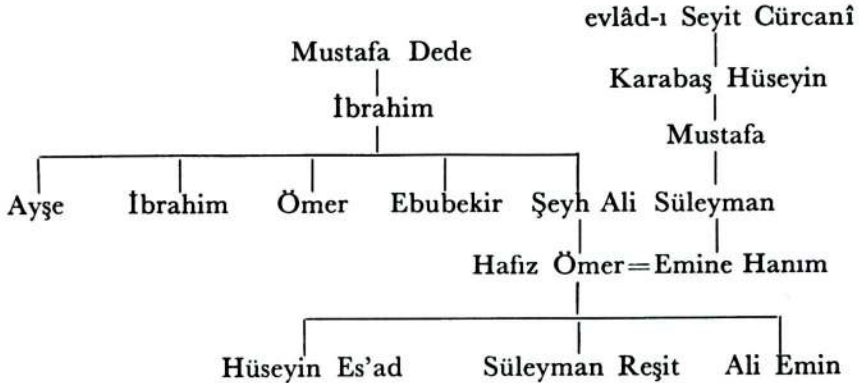 evlâd-ı Seyit Cürcanî
Mustafa Dede
Karabaş Hüseyin
İbrahim
Mustafa
Ayşe İbrahim Ömer Ebubekir Şeyh Ali Süleyman
Hafız Ömer=Emine Hanım
Hüseyin Es'ad Süleyman Reşit Ali Emin